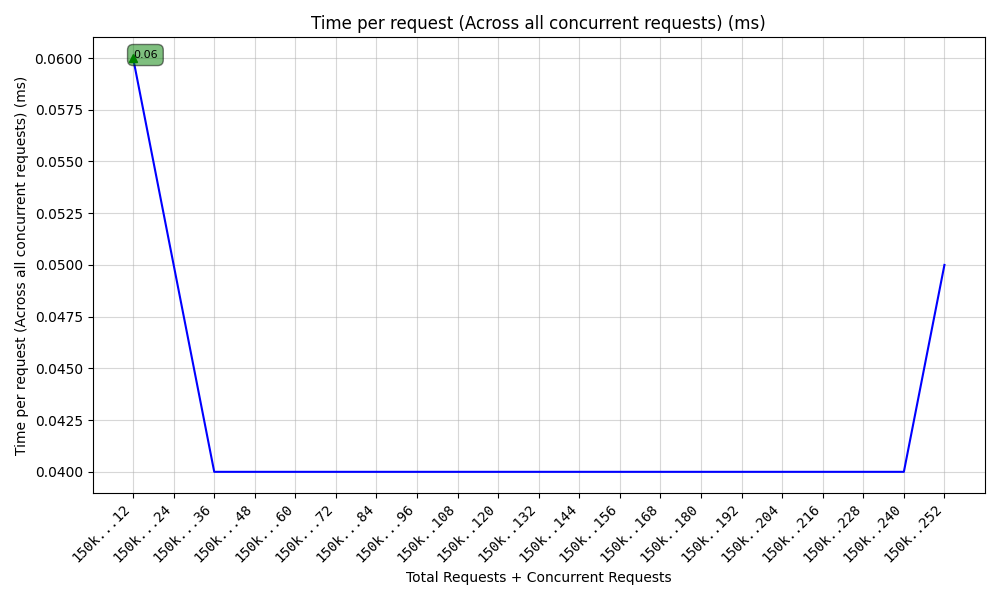 Time per request (Across all concurrent requests) (ms)
Time per request (Across all concurrent requests) (ms)
0.0600
0.0575
0.0550
0.0525
0.0500
0.0475
0.0450
0.0425
0.0400
0.06
150k...12
150k...24
150k...36
150k...48
150k...60
150k...72
150k...84
150k...96
150k..108
150k..120
150k..132
150k..144
150k..156
150k..168
150k..180
150k..192
150k..204
150k..216
150k..228
150k..240
150k..252
Total Requests + Concurrent Requests